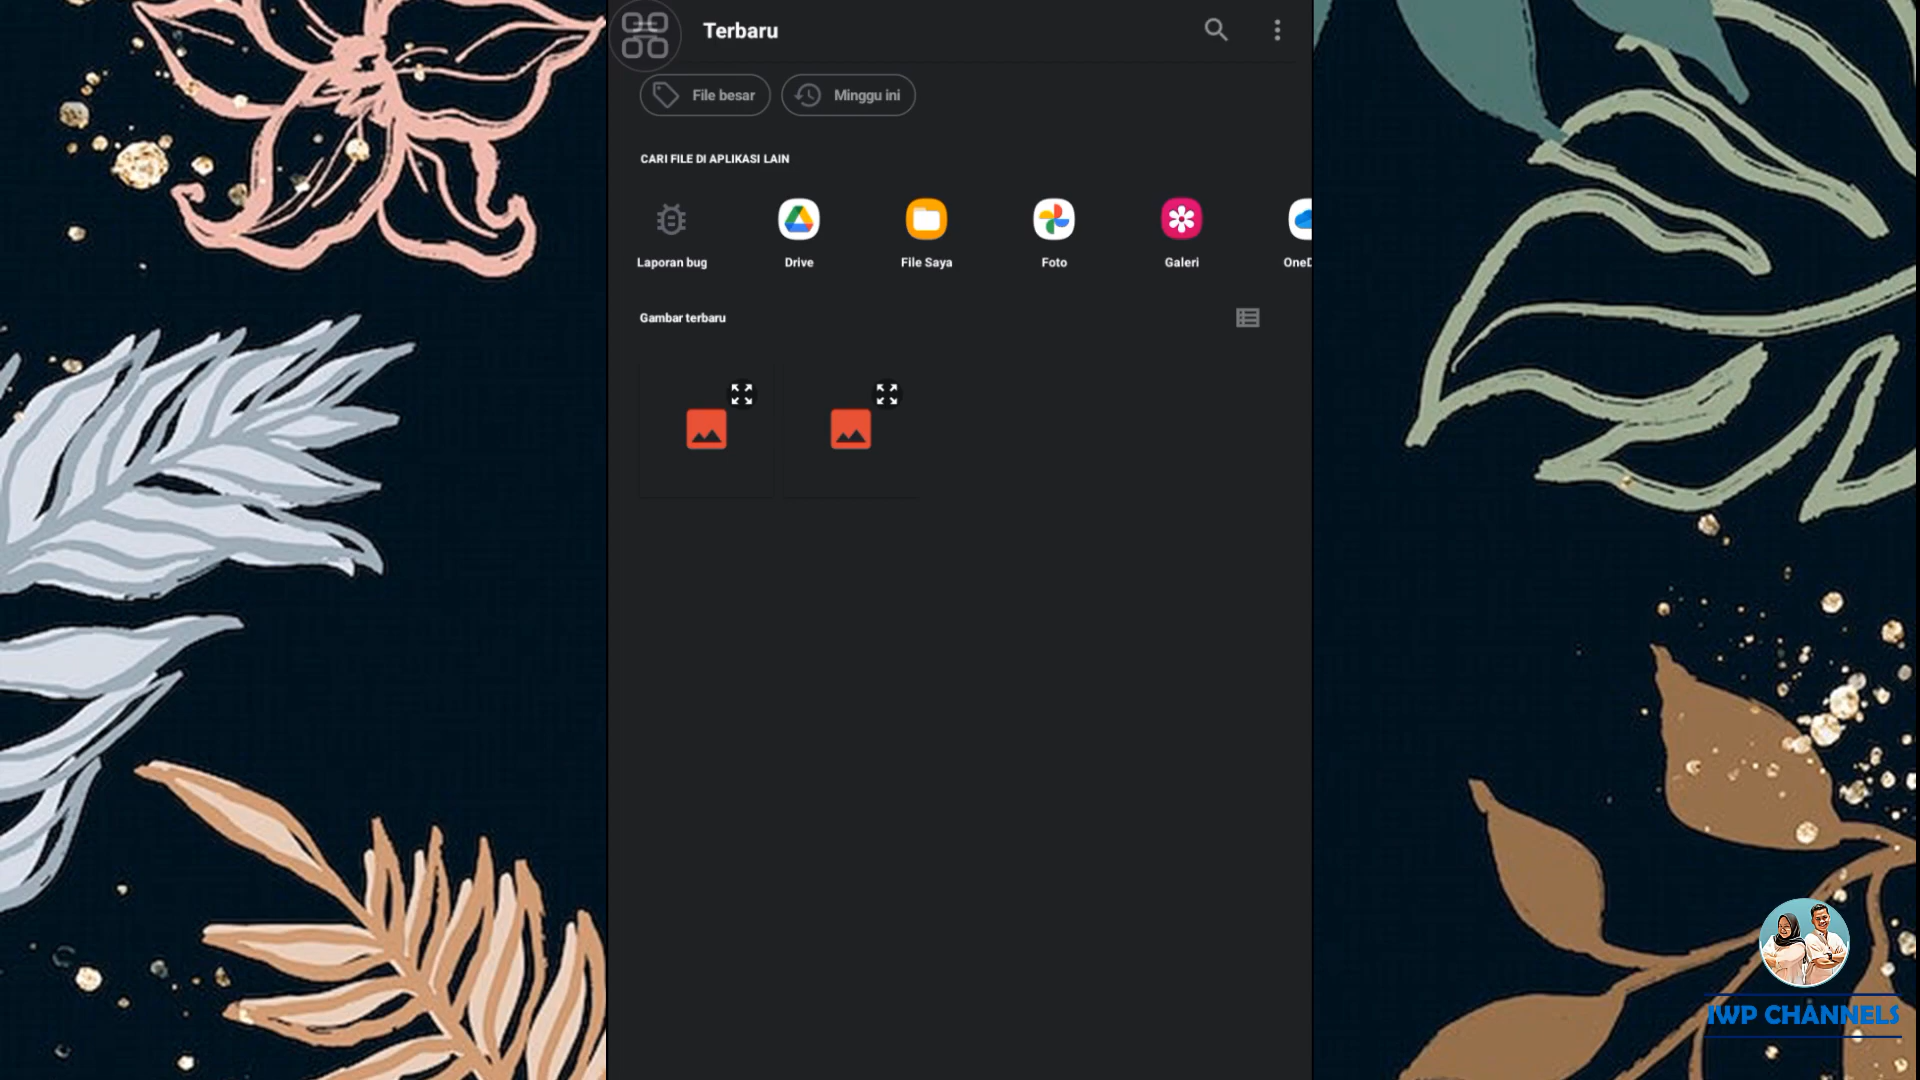 Terbaru
File besar
Minggu ini
CARI FILE DI APLIKASI LAIN
Laporan bug
Drive
File Saya
Foto
Galeri
OneD
Gambar terbaru
IWP CHANNELS